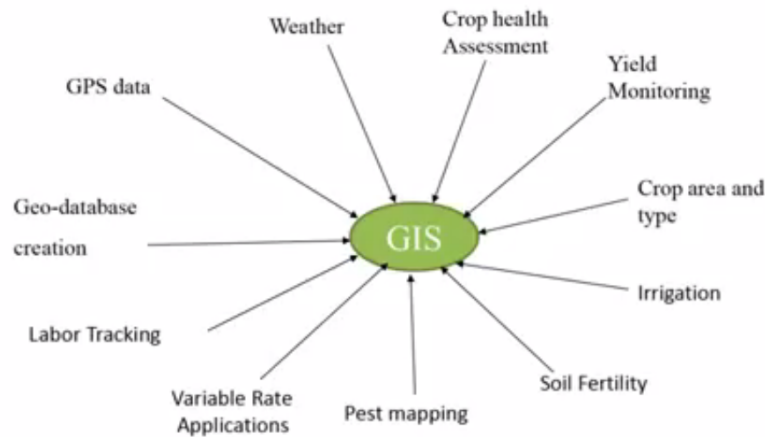 Weather
Crop health
Assessment
Yield
Monitoring
GPS data
Crop area and
type
Geo-database
creation
GIS
Irrigation
Labor Tracking
Soil Fertility
Variable Rate
Applications
Pest mapping